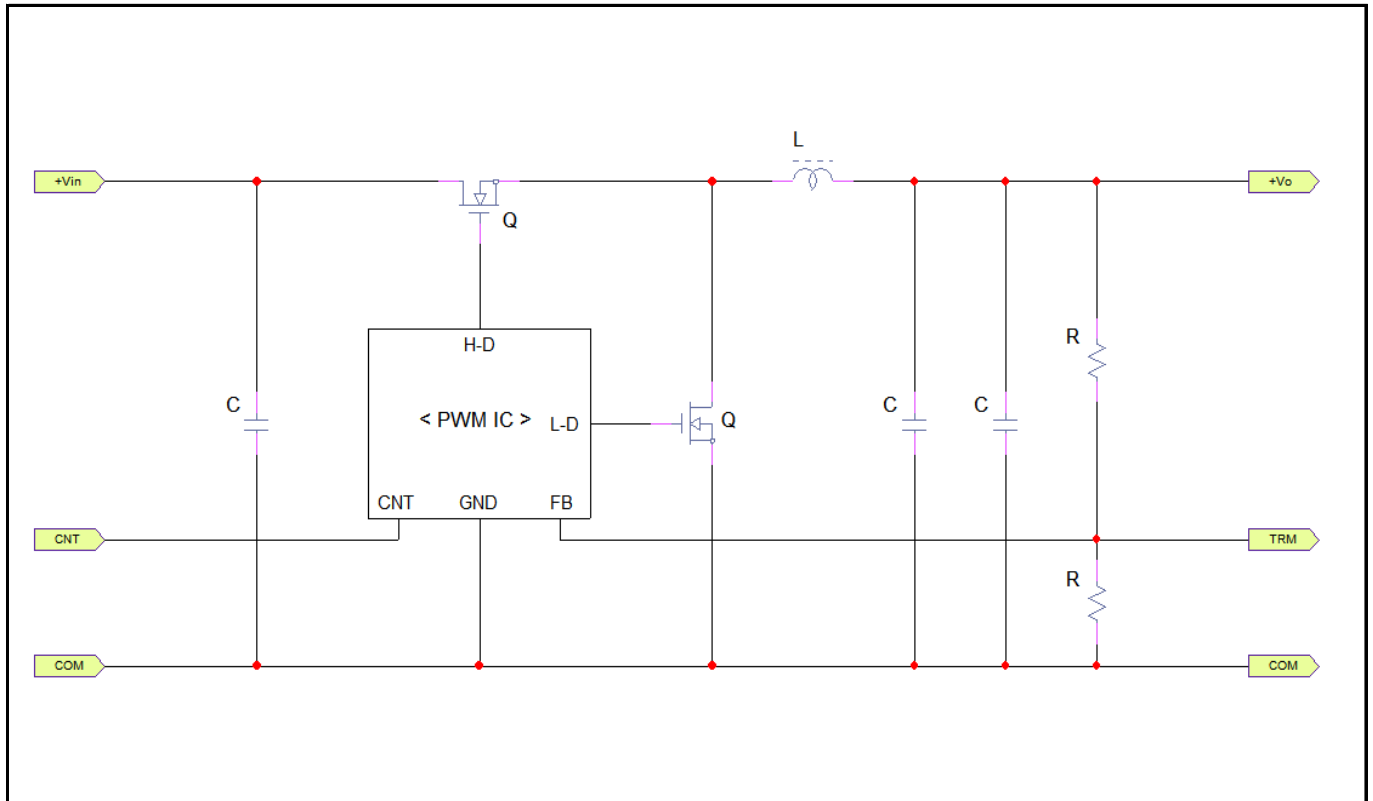 L
+Vin
+Vo
Q
R
H-D
C
< PWM IC >
L-D
Q
C
C
CNT
GND
FB
CNT
TRM
R
COM
COM